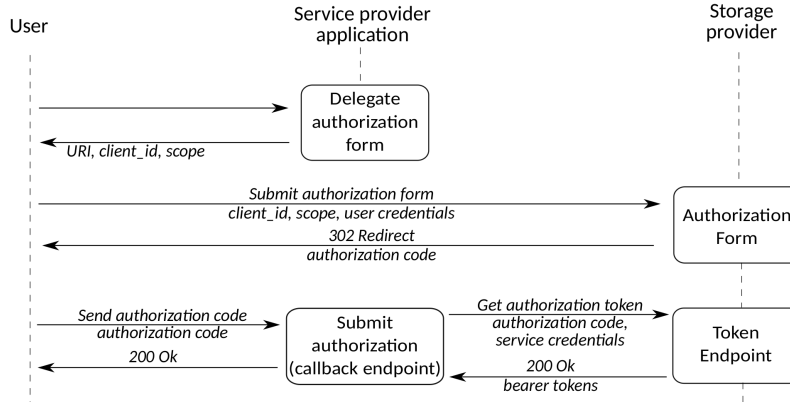 User
Service provider
application
Storage
provider
Delegate
authorization
form
URI, client_id, scope
Submit authorization form
client_id, scope, user credentials
Authorization
Form
302 Redirect
authorization code
Send authorization code
authorization code
Submit
authorization
(callback endpoint)
Get authorization token
authorization code,
service credentials
Token
Endpoint
200 Ok
200 Ok
bearer tokens